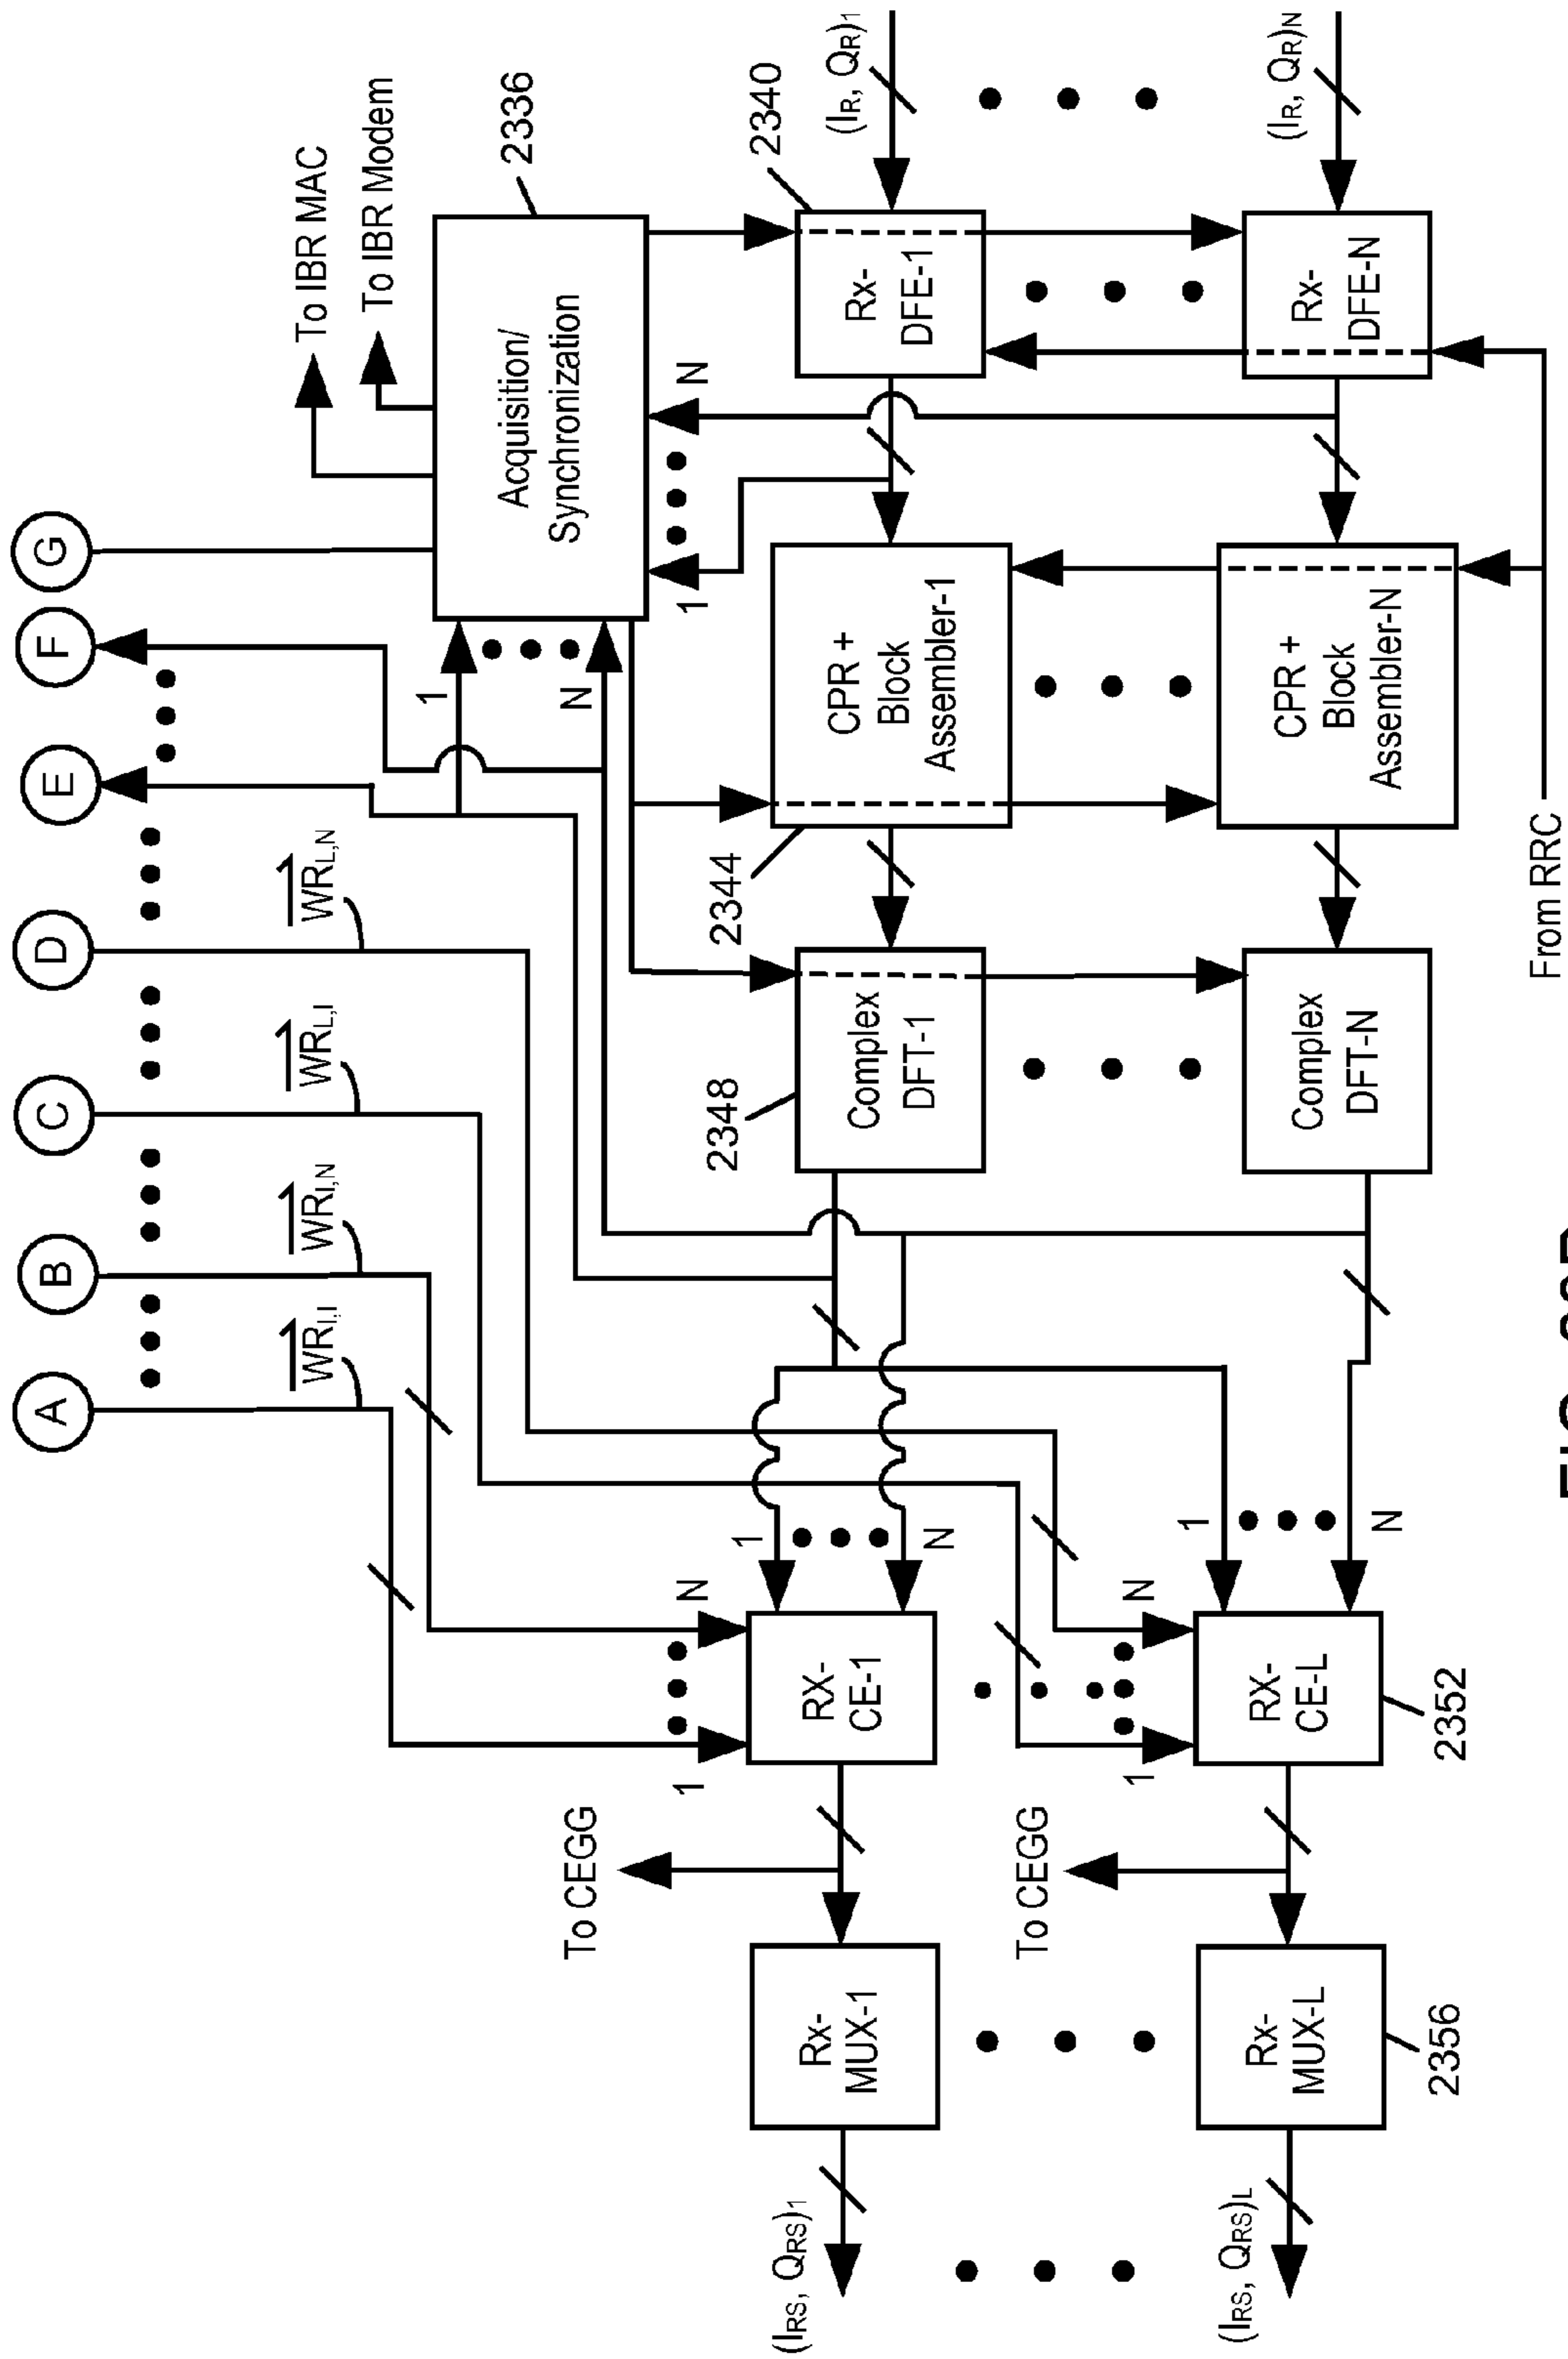 A
B
C
D
E
F
G
WRI,I
WRI,N
WRL,I
WRL,N
To IBR MAC
To IBR Modem
1
N
Acquisition/
Synchronization
2336
1
N
To CEGG
1
N
1
N
2348
2344
2340
(IRS, QRS)1
Rx-
MUX-1
RX-
CE-1
Complex
DFT-1
CPR +
Block
Assembler-1
Rx-
DFE-1
(IR, QR)1
To CEGG
1
N
1
N
(IRS, QRS)L
Rx-
MUX-L
RX-
CE-L
Complex
DFT-N
CPR +
Block
Assembler-N
Rx-
DFE-N
(IR, QR)N
2356
2352
From RRC